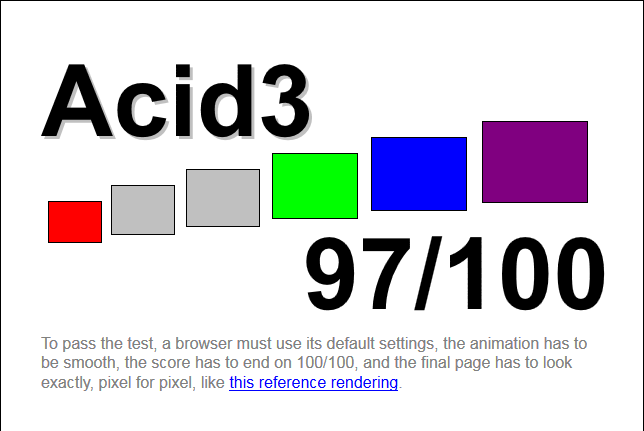 Acid3
97/100
To pass the test, a browser must use its default settings, the animation has to
be smooth, the score has to end on 100/100, and the final page has to look
exactly, pixel for pixel, like this reference rendering.